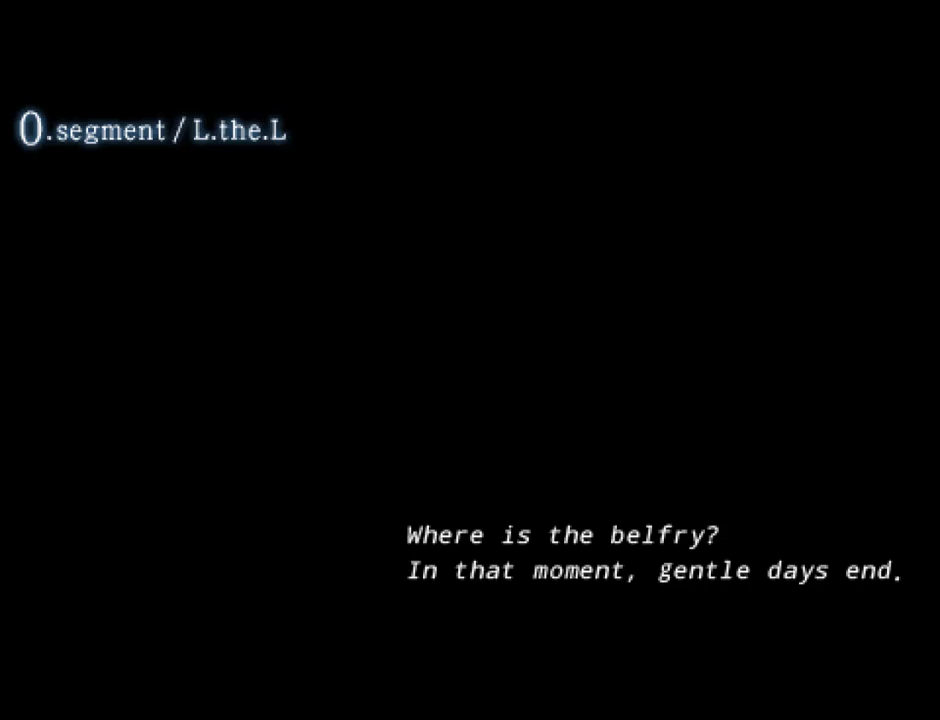 0.segment / L.the.L
Where is the belfry?
In that moment, gentle days end.